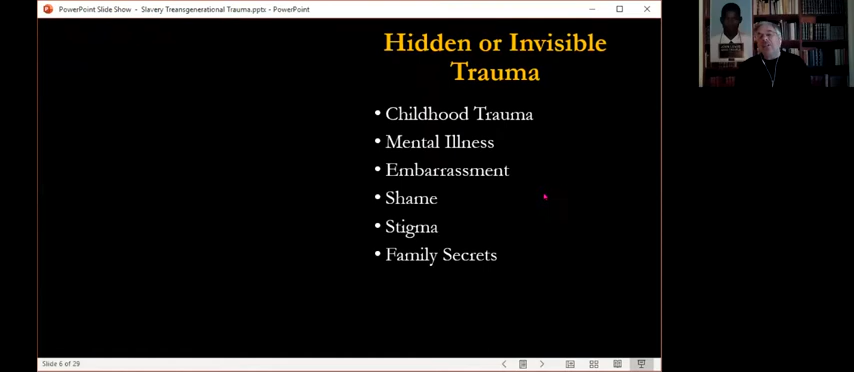 PowerPoint Slide Show - Slavery Treansgenerational Trauma.pptx - PowerPoint
Hidden or Invisible
Trauma
• Childhood Trauma
• Mental Illness
• Embarrassment
• Shame
• Stigma
• Family Secrets
Slide 6 of 29